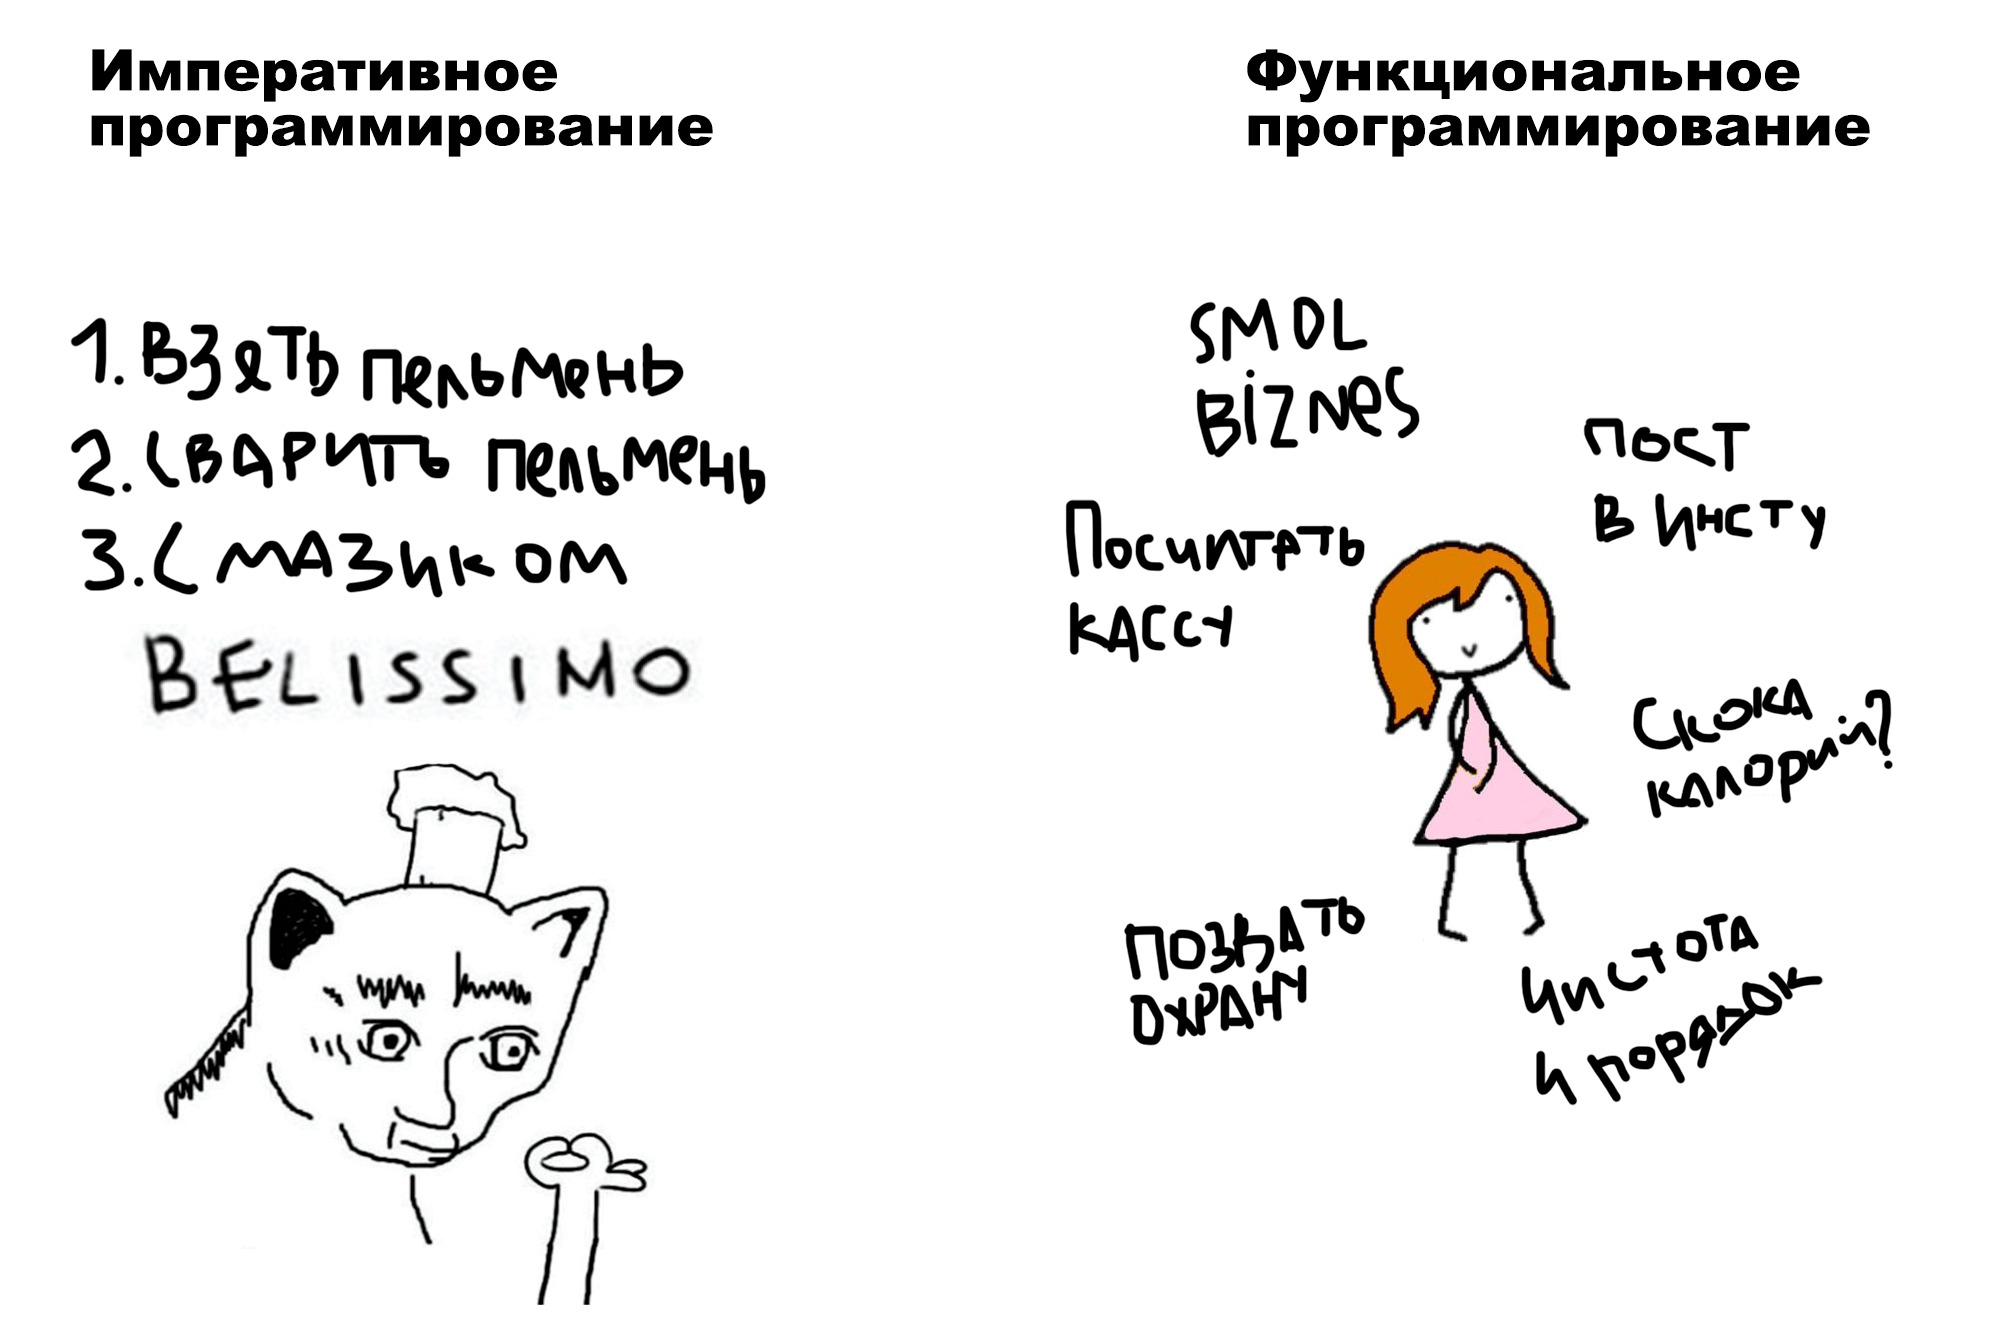 Императивное
программирование
1. Взять пельмень
2. Сварить пельмень
3. С мазиком
BELISSIMO
Функциональное
программирование
SMOL
BiZNes
Пост
в инсту
Посчитать
кассу
Скока
калорий?
Позвать
охрану
Чистота
и порядок